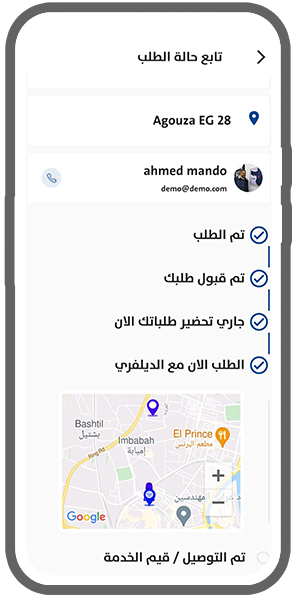 تابع حالة الطلب
Agouza EG 28
ahmed mando
demo@demo.com
تم الطلب
تم قبول طلبك
جاري تحضير طلباتك الان
الطلب الان مع الديلفري
Bashtil
بشتيل
Imbabah
إمبابة
El Prince
مطعم البرنس
Ring Rd
مهندسين
+
−
Google
تم التوصيل / قيم الخدمة